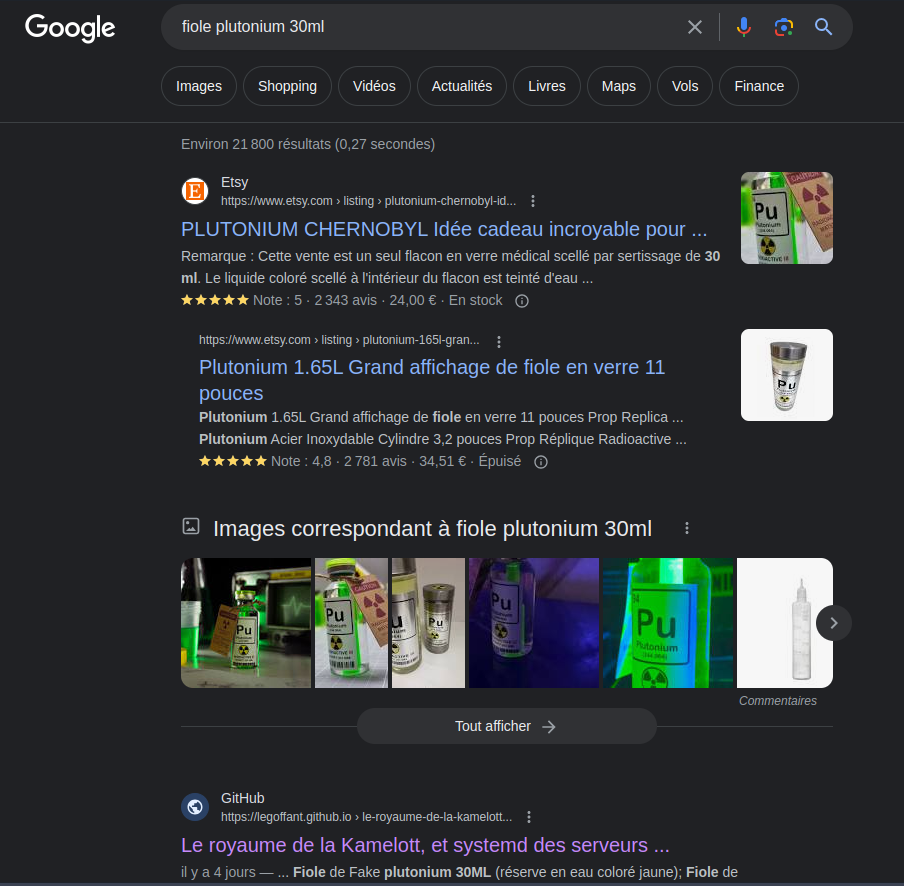 Google
fiole plutonium 30ml
Images
Shopping
Vidéos
Actualités
Livres
Maps
Vols
Finance
Environ 21 800 résultats (0,27 secondes)
Etsy
https://www.etsy.com › listing › plutonium-chernobyl-id...
PLUTONIUM CHERNOBYL Idée cadeau incroyable pour ...
Remarque : Cette vente est un seul flacon en verre médical scellé par sertissage de 30
ml. Le liquide coloré scellé à l'intérieur du flacon est teinté d'eau ...
Note : 5 · 2 343 avis · 24,00 € · En stock
https://www.etsy.com › listing › plutonium-165l-gran...
Plutonium 1.65L Grand affichage de fiole en verre 11
pouces
Plutonium 1.65L Grand affichage de fiole en verre 11 pouces Prop Replica ...
Plutonium Acier Inoxydable Cylindre 3,2 pouces Prop Réplique Radioactive ...
Note : 4,8 · 2 781 avis · 34,51 € · Épuisé
Images correspondant à fiole plutonium 30ml
Pu
Pu
Pu
Pu
Pu
Plutonium
Commentaires
Tout afficher
GitHub
https://legoffant.github.io › le-royaume-de-la-kamelott...
Le royaume de la Kamelott, et systemd des serveurs ...
il y a 4 jours — ... Fiole de Fake plutonium 30ML (réserve en eau coloré jaune); Fiole de